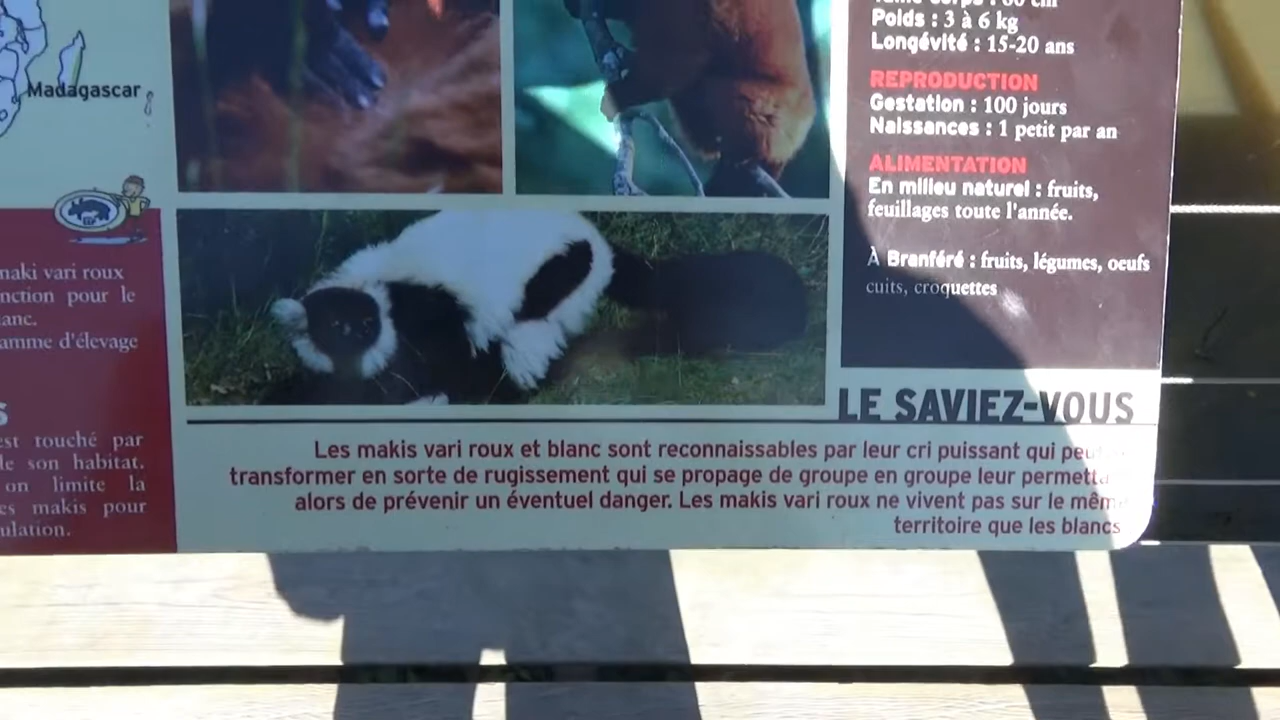 Madagascar
maki vari roux
nction pour le
anc.
amme d'élevage
S
est touché par
de son habitat.
on limite la
es makis pour
ulation.
Poids : 3 à 6 kg
Longévité : 15-20 ans
REPRODUCTION
Gestation : 100 jours
Naissances : 1 petit par an
ALIMENTATION
En milieu naturel : fruits,
feuillages toute l'année.
À Branféré : fruits, légumes, oeufs
cuits, croquettes
LE SAVIEZ-VOUS
Les makis vari roux et blanc sont reconnaissables par leur cri puissant qui peut
transformer en sorte de rugissement qui se propage de groupe en groupe leur permetta
alors de prévenir un éventuel danger. Les makis vari roux ne vivent pas sur le même
territoire que les blancs